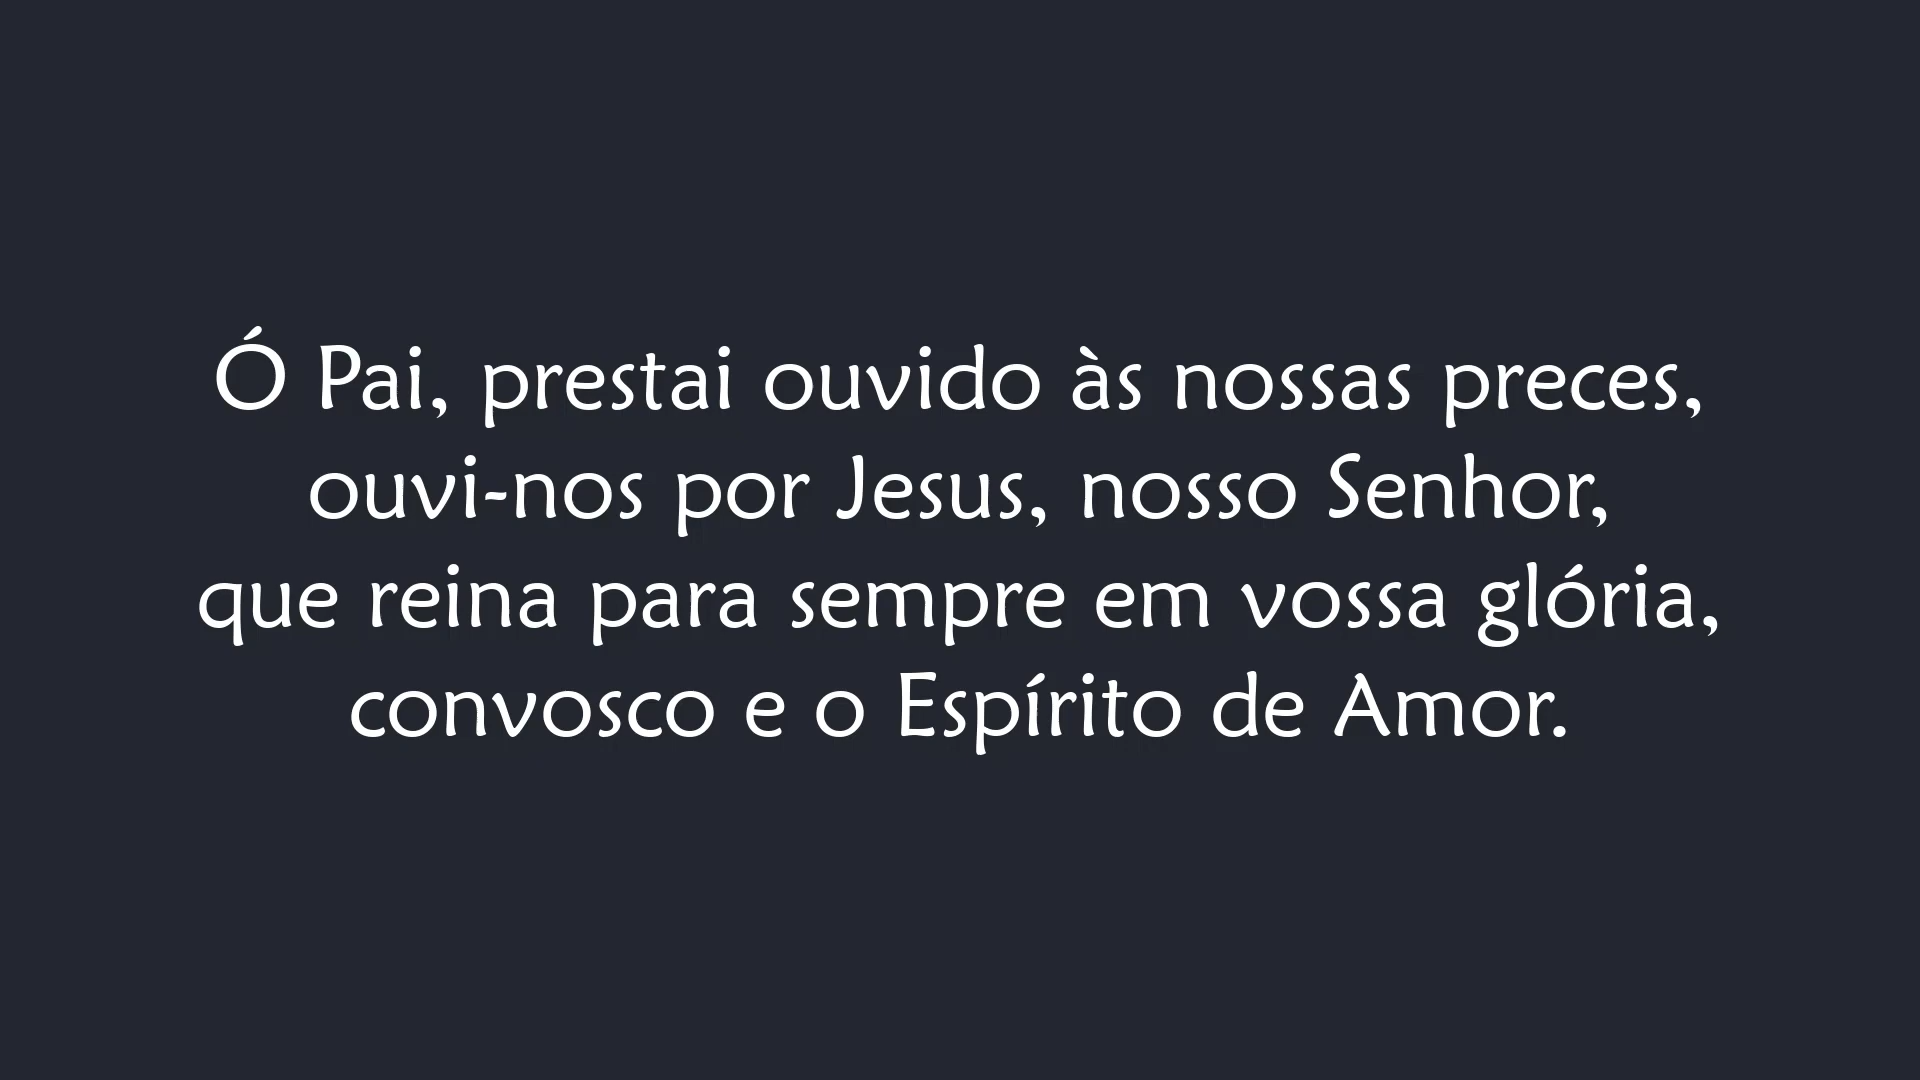 Ó Pai, prestai ouvido às nossas preces,
ouvi-nos por Jesus, nosso Senhor,
que reina para sempre em vossa glória,
convosco e o Espírito de Amor.